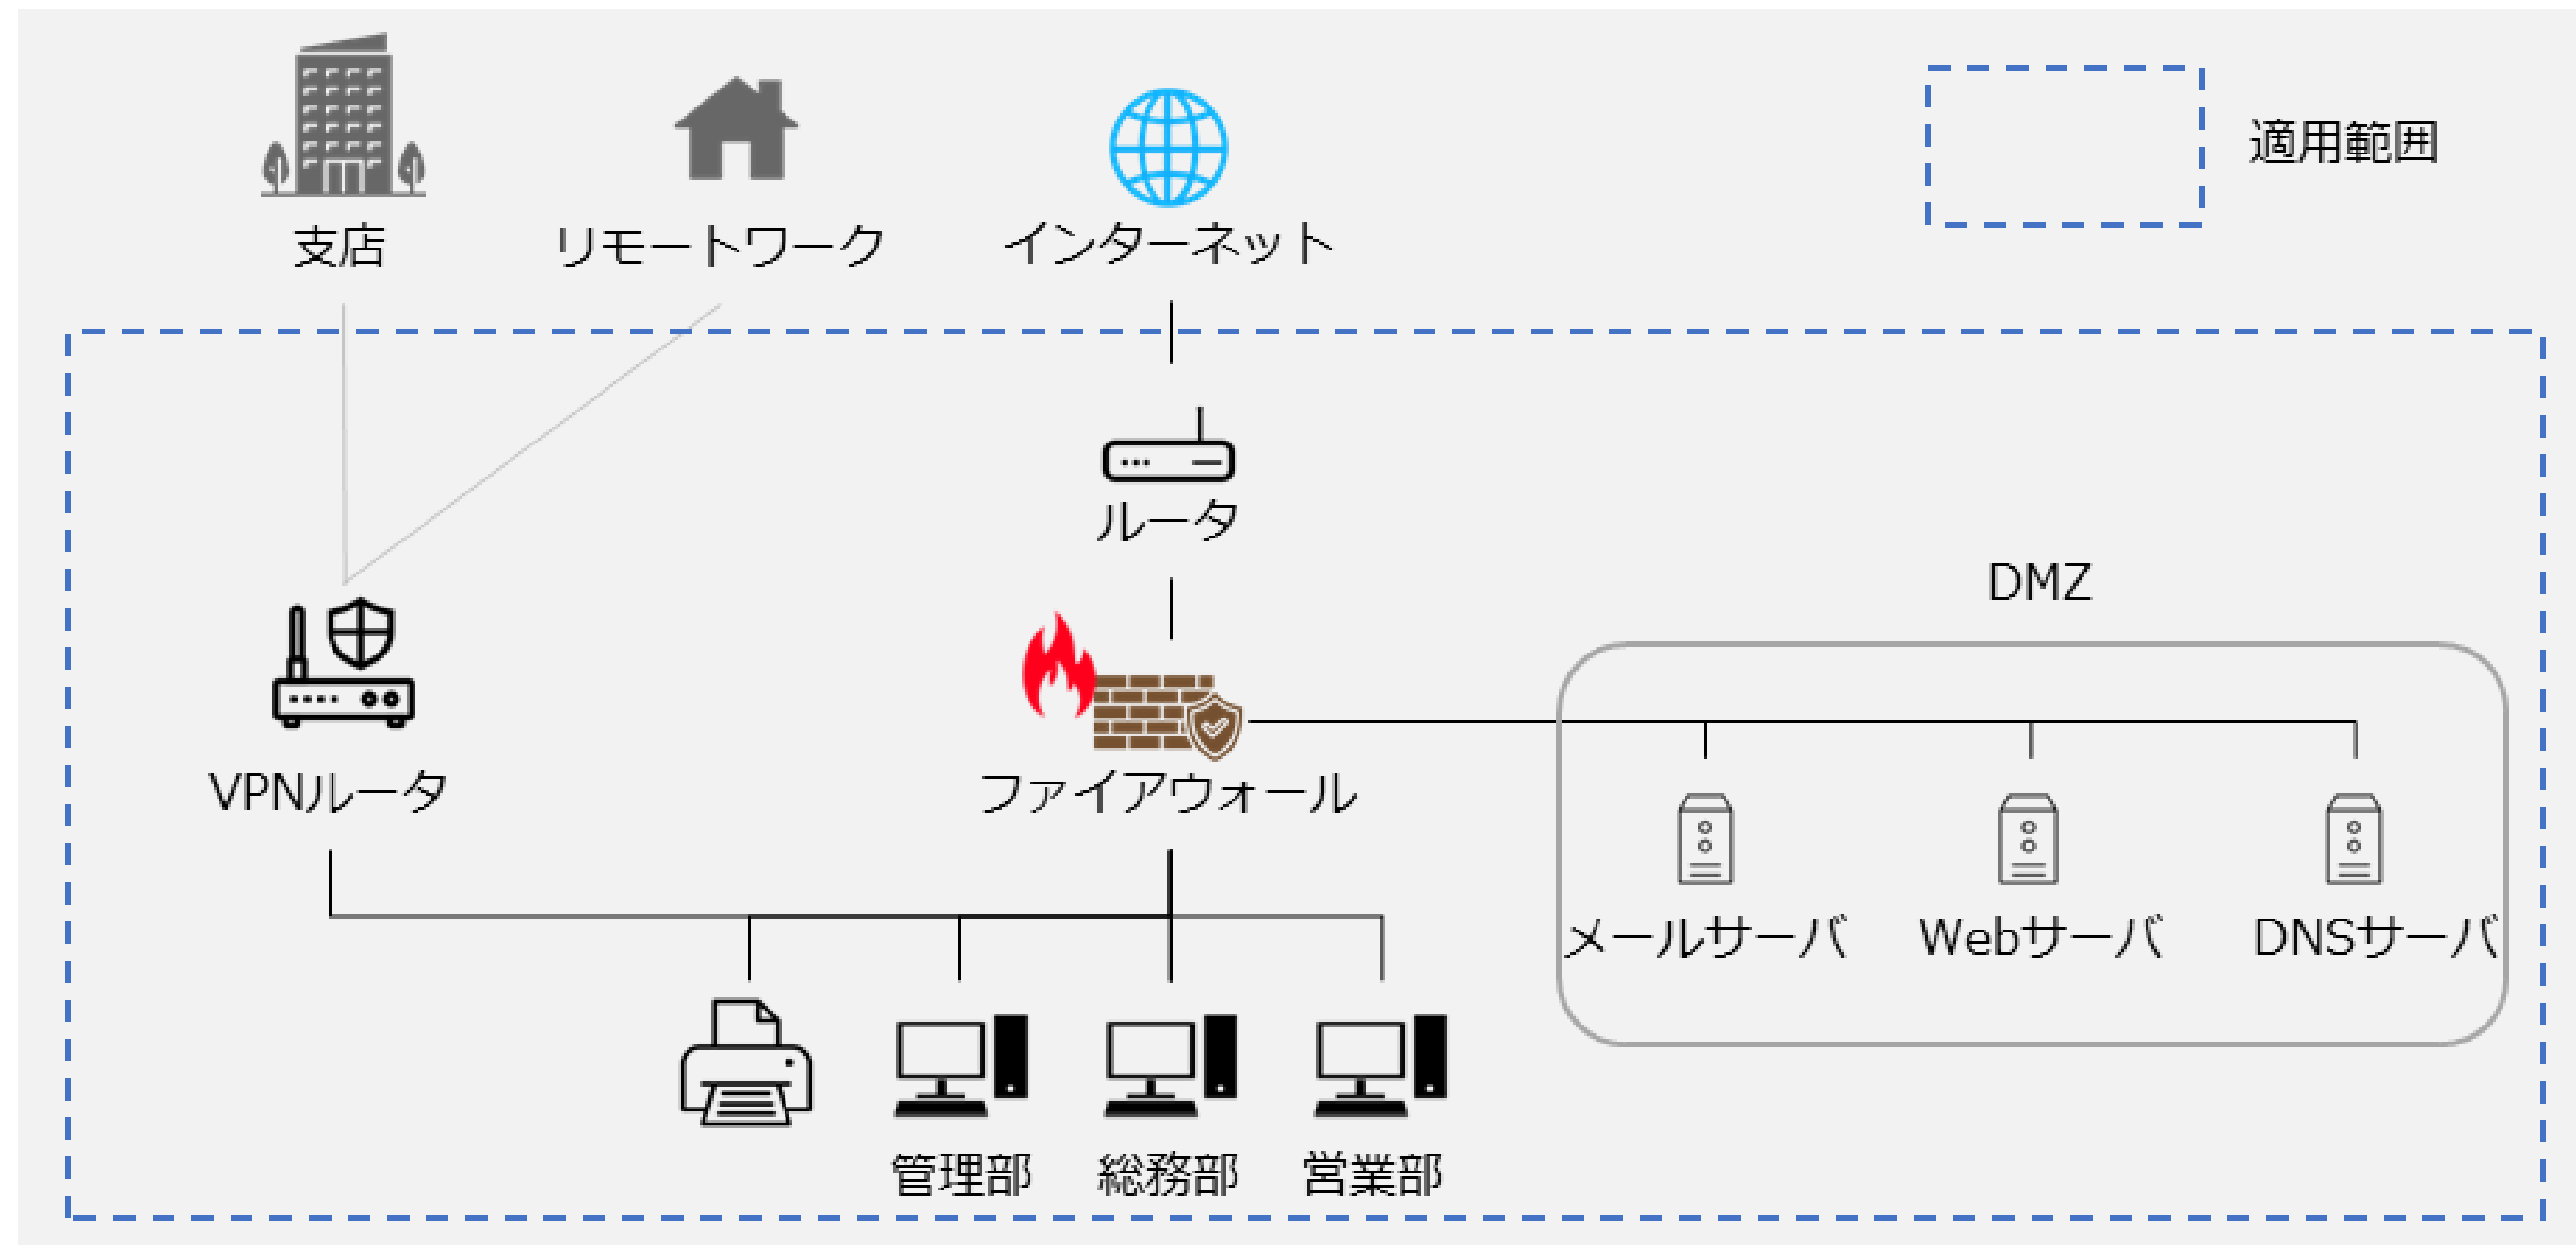 適用範囲
支店
リモートワーク
インターネット
ルータ
DMZ
VPNルータ
ファイアウォール
メールサーバ
Webサーバ
DNSサーバ
管理部
総務部
営業部